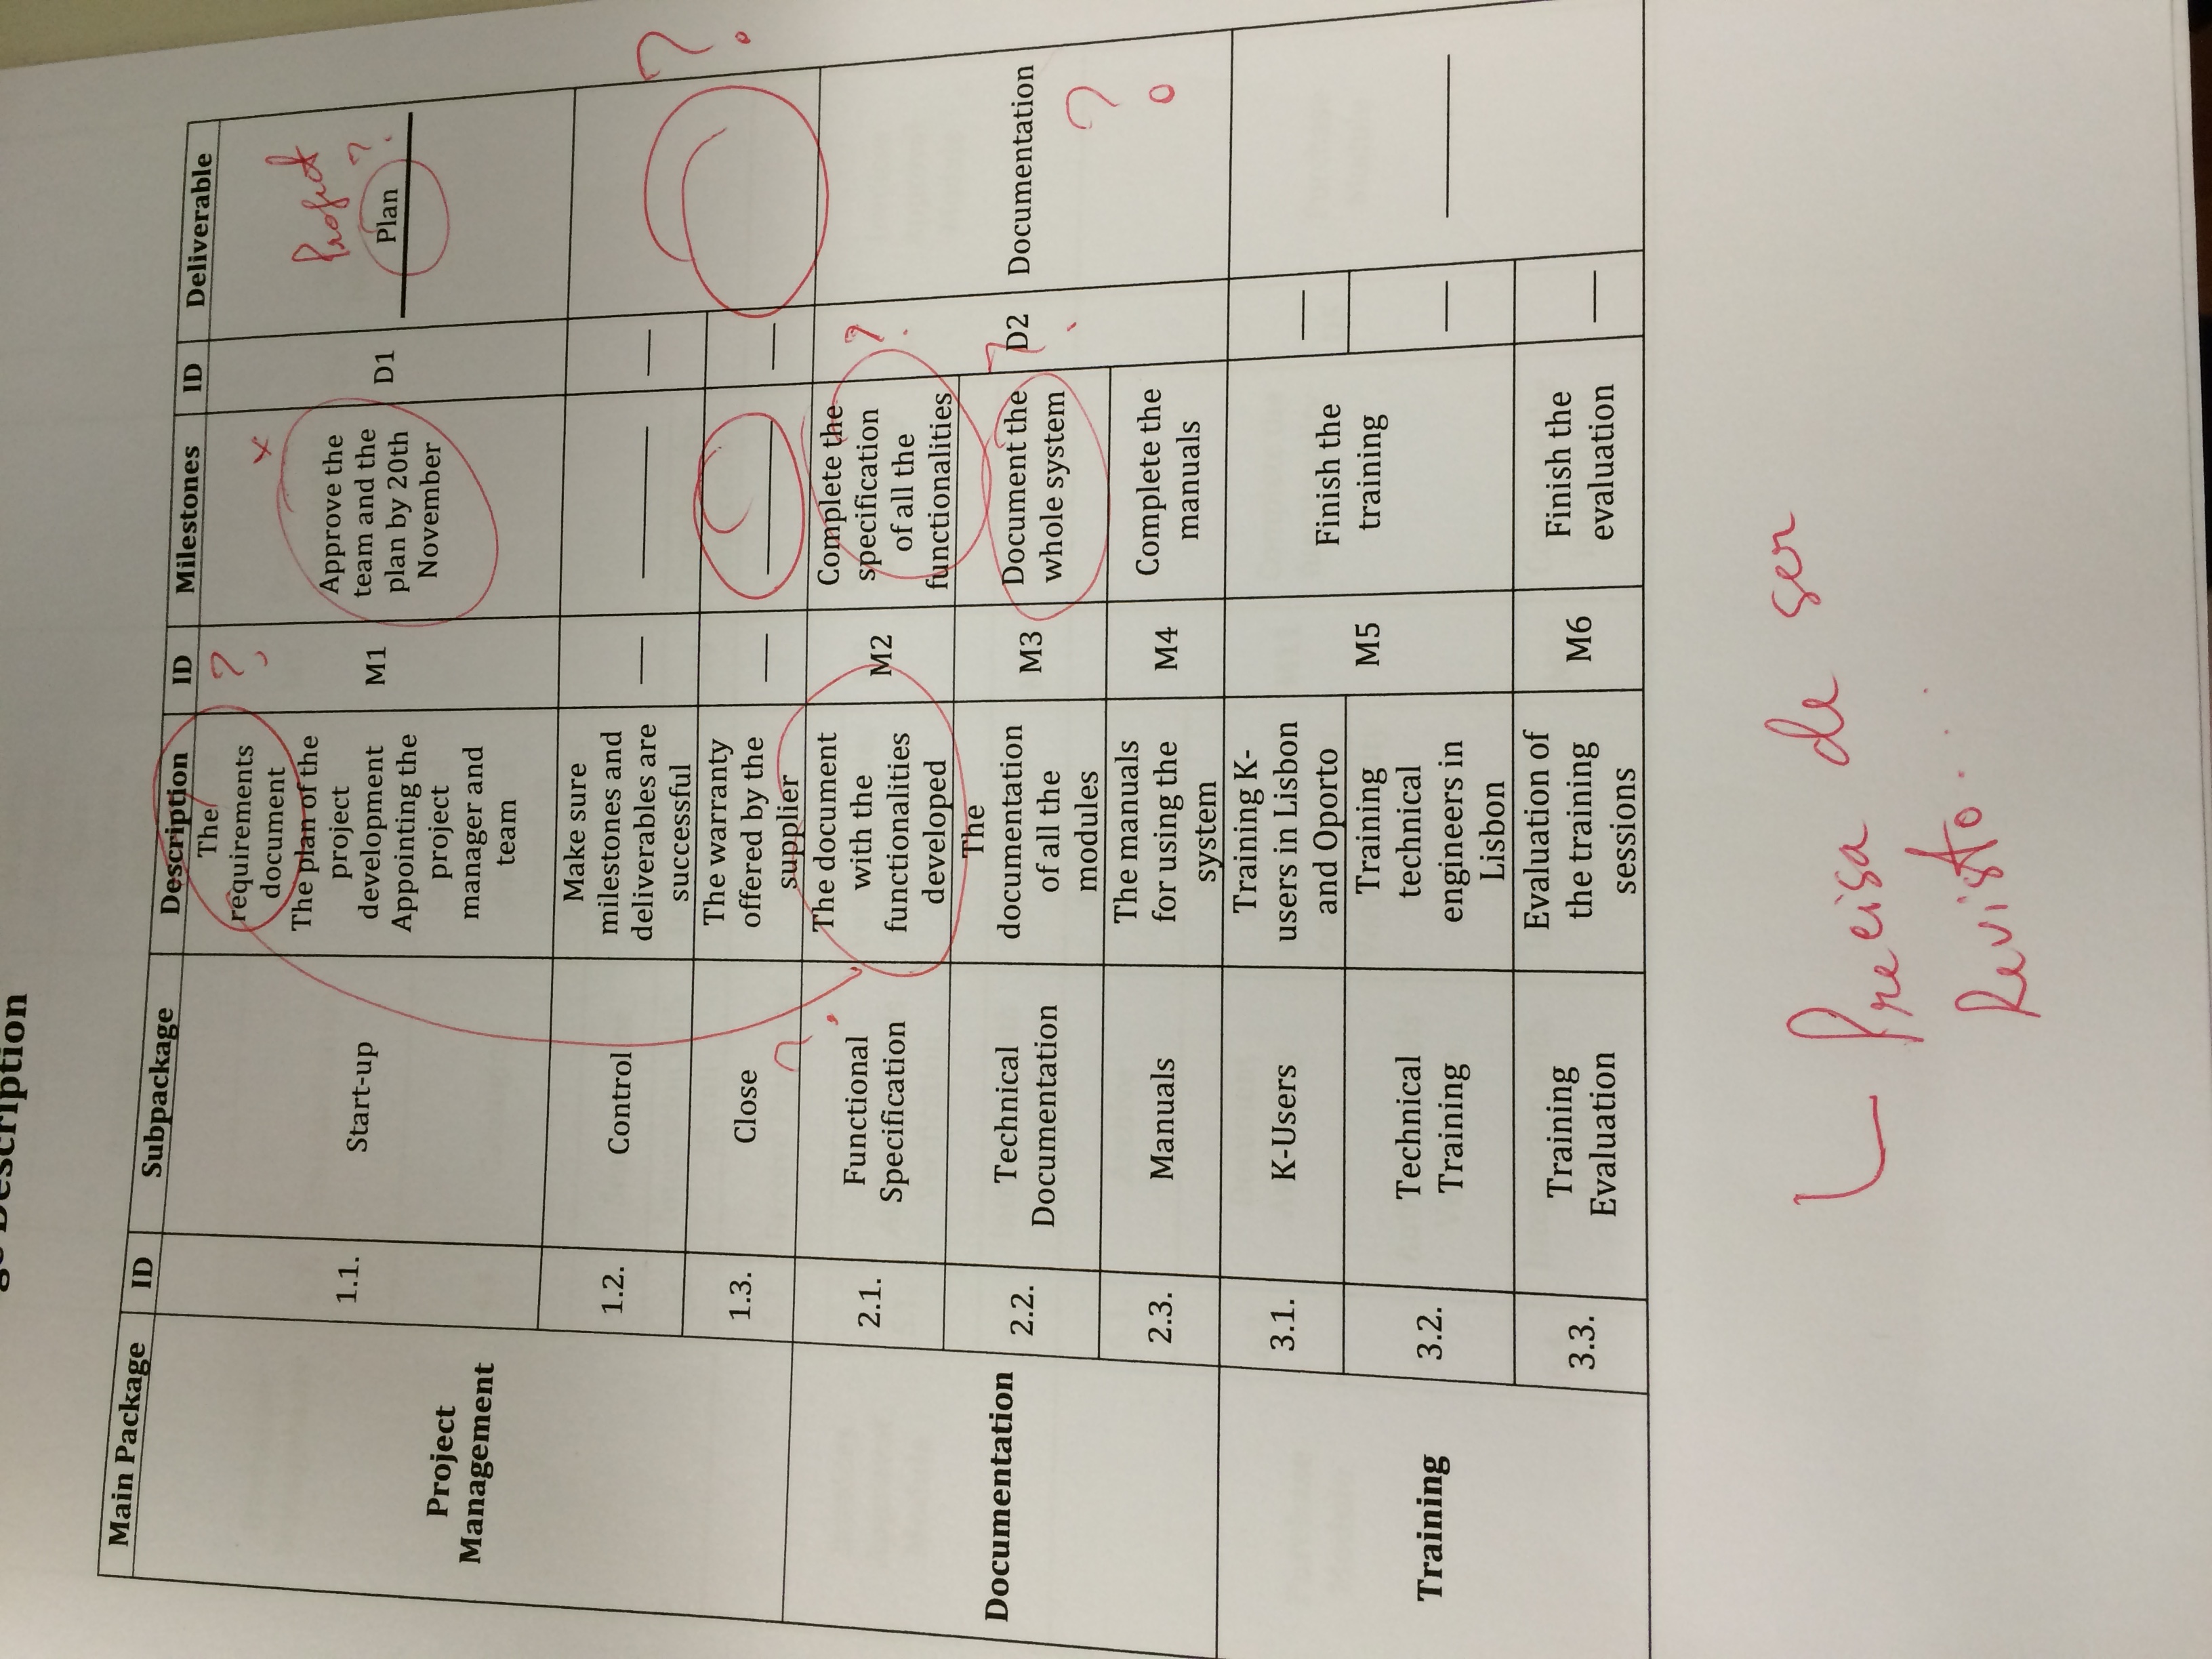 Description
Main Package ID Subpackage Description ID Milestones ID Deliverable
Project
Management
1.1.
Start-up
The
requirements
document
The plan of the
project
development
Appointing the
project
manager and
team
?
M1
x
Approve the
team and the
plan by 20th
November
D1
Project
?
Plan
1.2.
Control
Make sure
milestones and
deliverables are
successful
?
1.3.
Close
The warranty
offered by the
supplier
Documentation
?
2.1.
Functional
Specification
The document
with the
functionalities
developed
M2
Complete the
specification
of all the
functionalities
?
2.2.
Technical
Documentation
The
documentation
of all the
modules
M3
Document the
whole system
?
D2
Documentation
?
2.3.
Manuals
The manuals
for using the
system
M4
Complete the
manuals
Training
3.1.
K-Users
Training K-
users in Lisbon
and Oporto
M5
Finish the
training
3.2.
Technical
Training
Training
technical
engineers in
Lisbon
3.3.
Training
Evaluation
Evaluation of
the training
sessions
M6
Finish the
evaluation
Precisa de ser
Revisto...